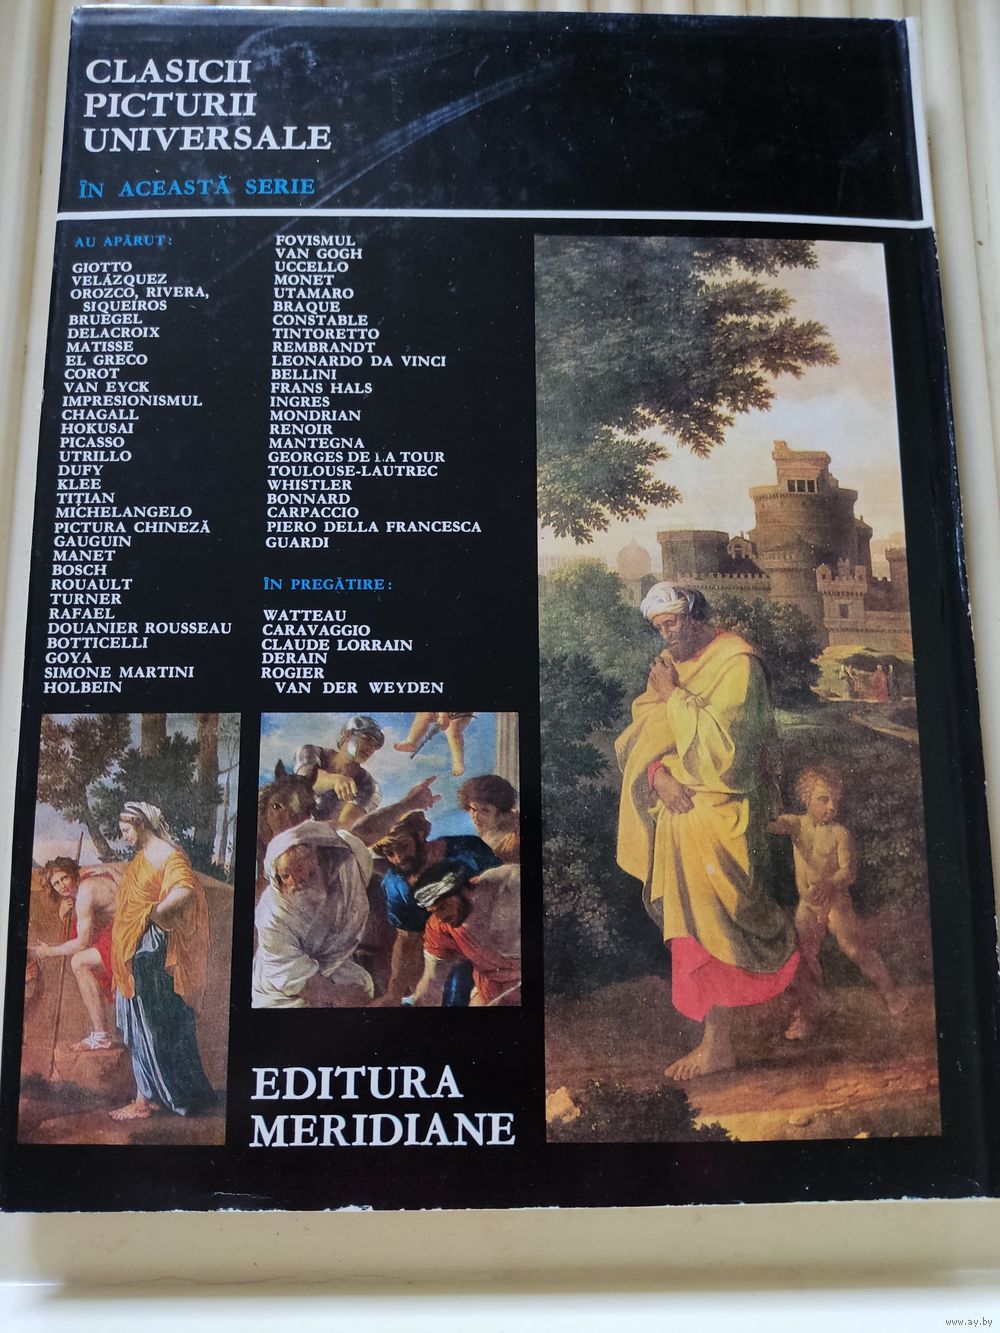 CLASICII
PICTURII
UNIVERSALE
ÎN ACEASTĂ SERIE
AU APĂRUT:
GIOTTO
VELÁZQUEZ
OROZCO, RIVERA,
SIQUEIROS
BRUEGEL
DELACROIX
MATISSE
EL GRECO
COROT
VAN EYCK
IMPRESIONISMUL
CHAGALL
HOKUSAI
PICASSO
UTRILLO
DUFY
KLEE
TIȚIAN
MICHELANGELO
PICTURA CHINEZĂ
GAUGUIN
MANET
BOSCH
ROUAULT
TURNER
RAFAEL
DOUANIER ROUSSEAU
BOTTICELLI
GOYA
SIMONE MARTINI
HOLBEIN
FOVISMUL
VAN GOGH
UCCELLO
MONET
UTAMARO
BRAQUE
CONSTABLE
TINTORETTO
REMBRANDT
LEONARDO DA VINCI
BELLINI
FRANS HALS
INGRES
MONDRIAN
RENOIR
MANTEGNA
GEORGES DE LA TOUR
TOULOUSE-LAUTREC
WHISTLER
BONNARD
CARPACCIO
PIERO DELLA FRANCESCA
GUARDI
ÎN PREGĂTIRE:
WATTEAU
CARAVAGGIO
CLAUDE LORRAIN
DERAIN
ROGIER
VAN DER WEYDEN
EDITURA
MERIDIANE
www.ay.by